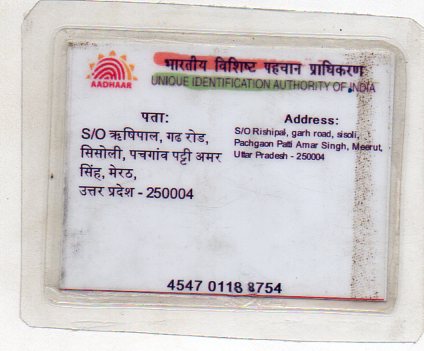 भारतीय विशिष्ट पहचान प्राधिकरण
AADHAAR
UNIQUE IDENTIFICATION AUTHORITY OF INDIA
पता:
S/O ऋषिपाल, गढ रोड,
सिसोली, पचगांव पट्टी अमर
सिंह, मेरठ,
उत्तर प्रदेश - 250004
Address:
S/O Rishipal, garh road, sisoli,
Pachgaon Patti Amar Singh, Meerut,
Uttar Pradesh - 250004
4547 0118 8754